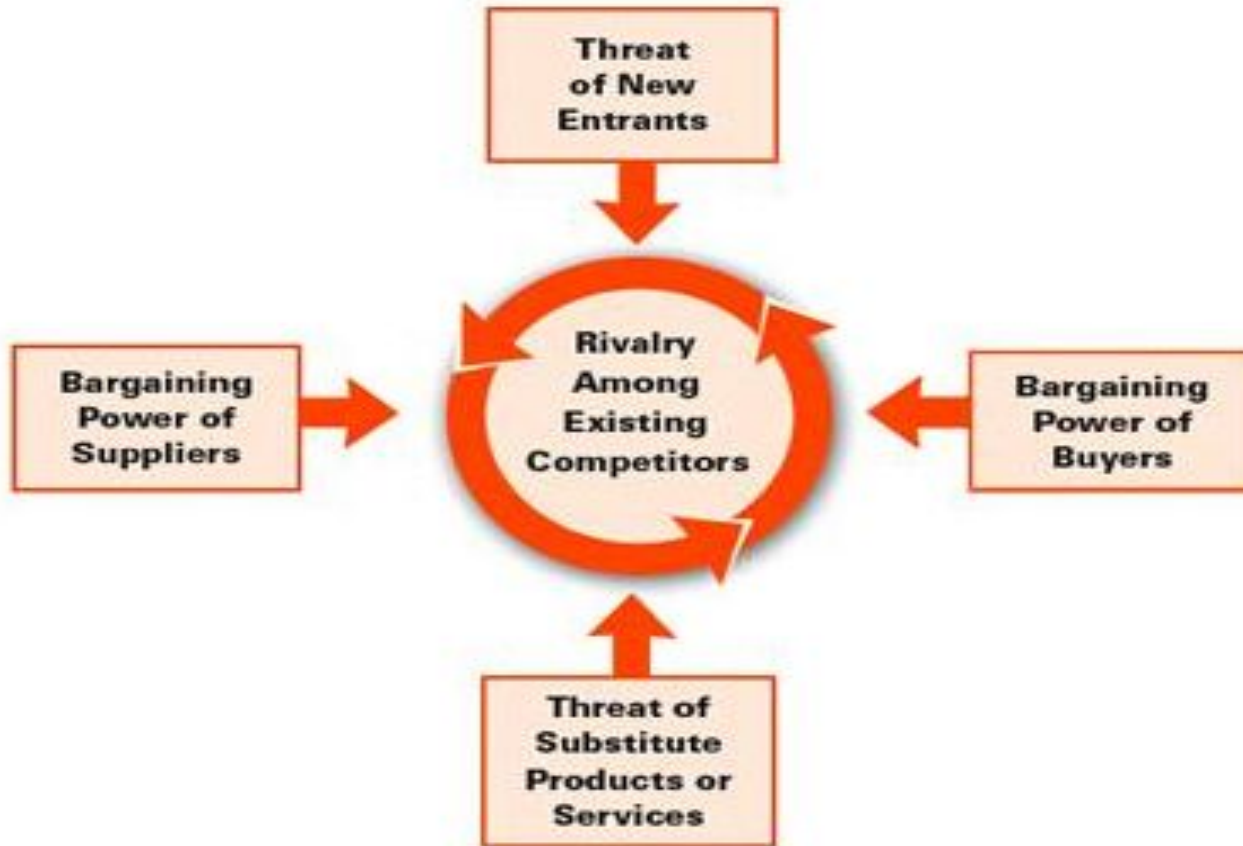 Threat
of New
Entrants
Rivalry
Among
Existing
Competitors
Bargaining
Power of
Suppliers
Bargaining
Power of
Buyers
Threat of
Substitute
Products or
Services